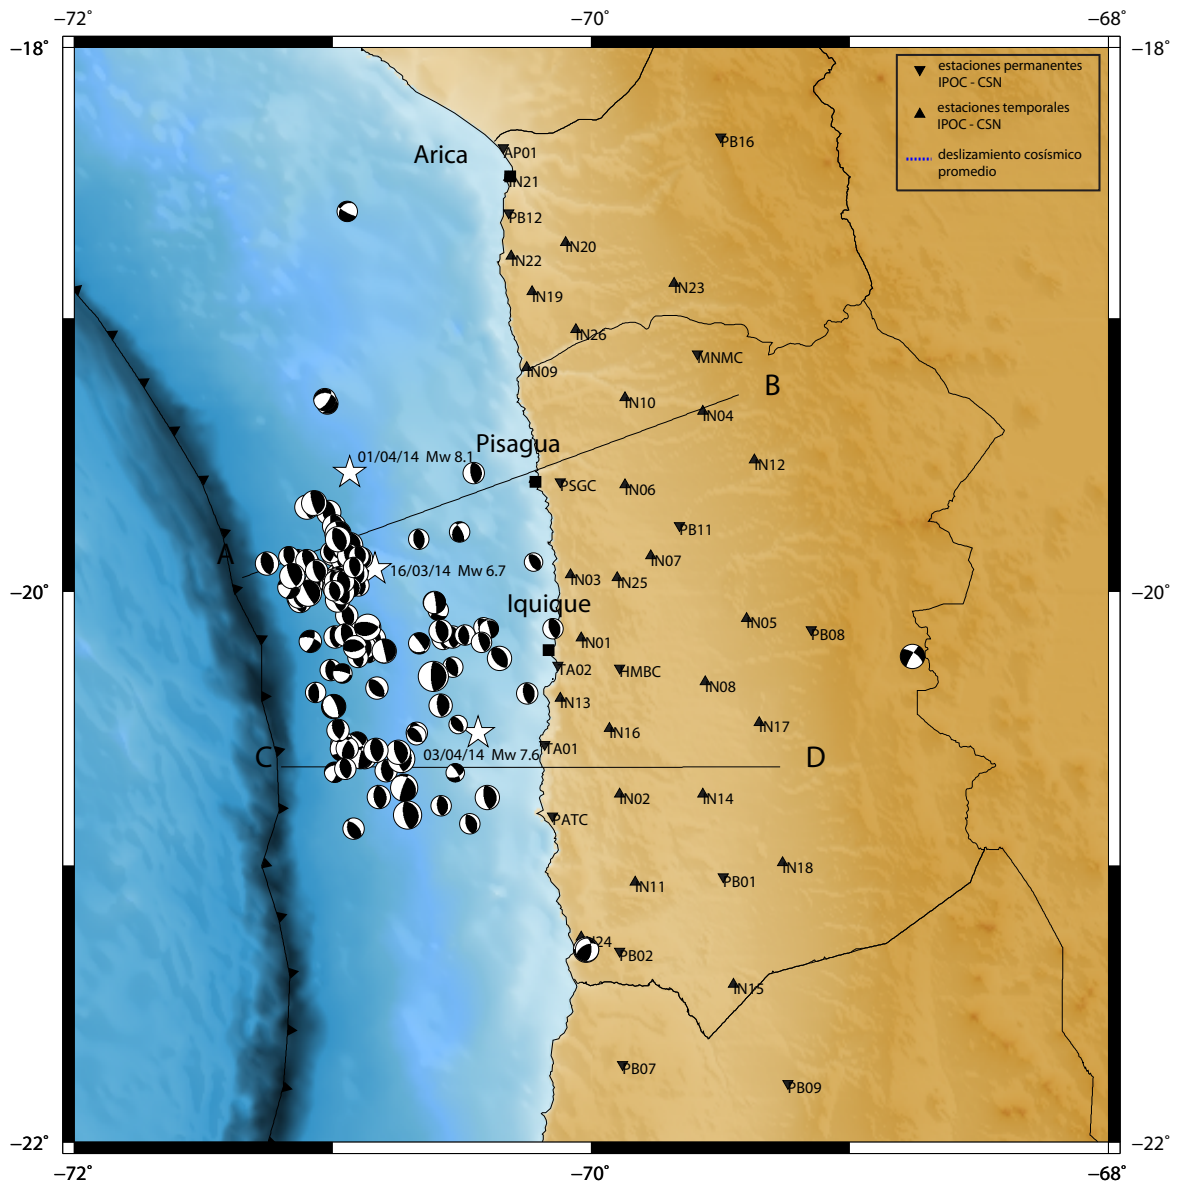 −72˚
−70˚
−68˚
−18˚
−18˚
estaciones permanentes
IPOC - CSN
estaciones temporales
IPOC - CSN
deslizamiento cosísmico
promedio
PB16
Arica
AP01
IN21
PB12
IN20
IN22
IN23
IN19
IN26
MNMC
IN09
B
IN10
IN04
Pisagua
01/04/14 Mw 8.1
IN12
PSGC
IN06
PB11
A
IN07
16/03/14 Mw 6.7
IN03
IN25
−20˚
−20˚
Iquique
IN05
PB08
IN01
TA02
HMBC
IN08
IN13
IN17
IN16
TA01
03/04/14 Mw 7.6
C
D
IN02
IN14
PATC
IN18
PB01
IN11
PB02
IN15
PB07
PB09
−22˚
−22˚
−72˚
−70˚
−68˚